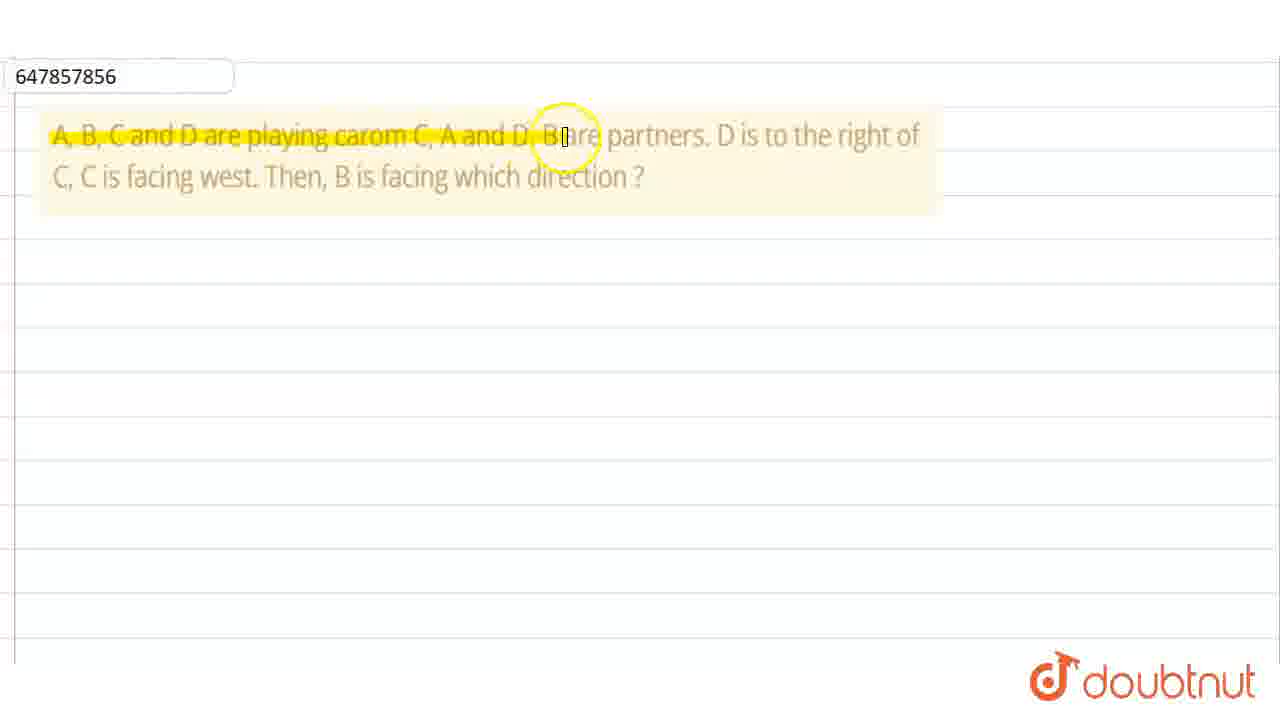 647857856
A, B, C and D are playing carom C, A and D. B are partners. D is to the right of
C, C is facing west. Then, B is facing which direction ?
doubtnut